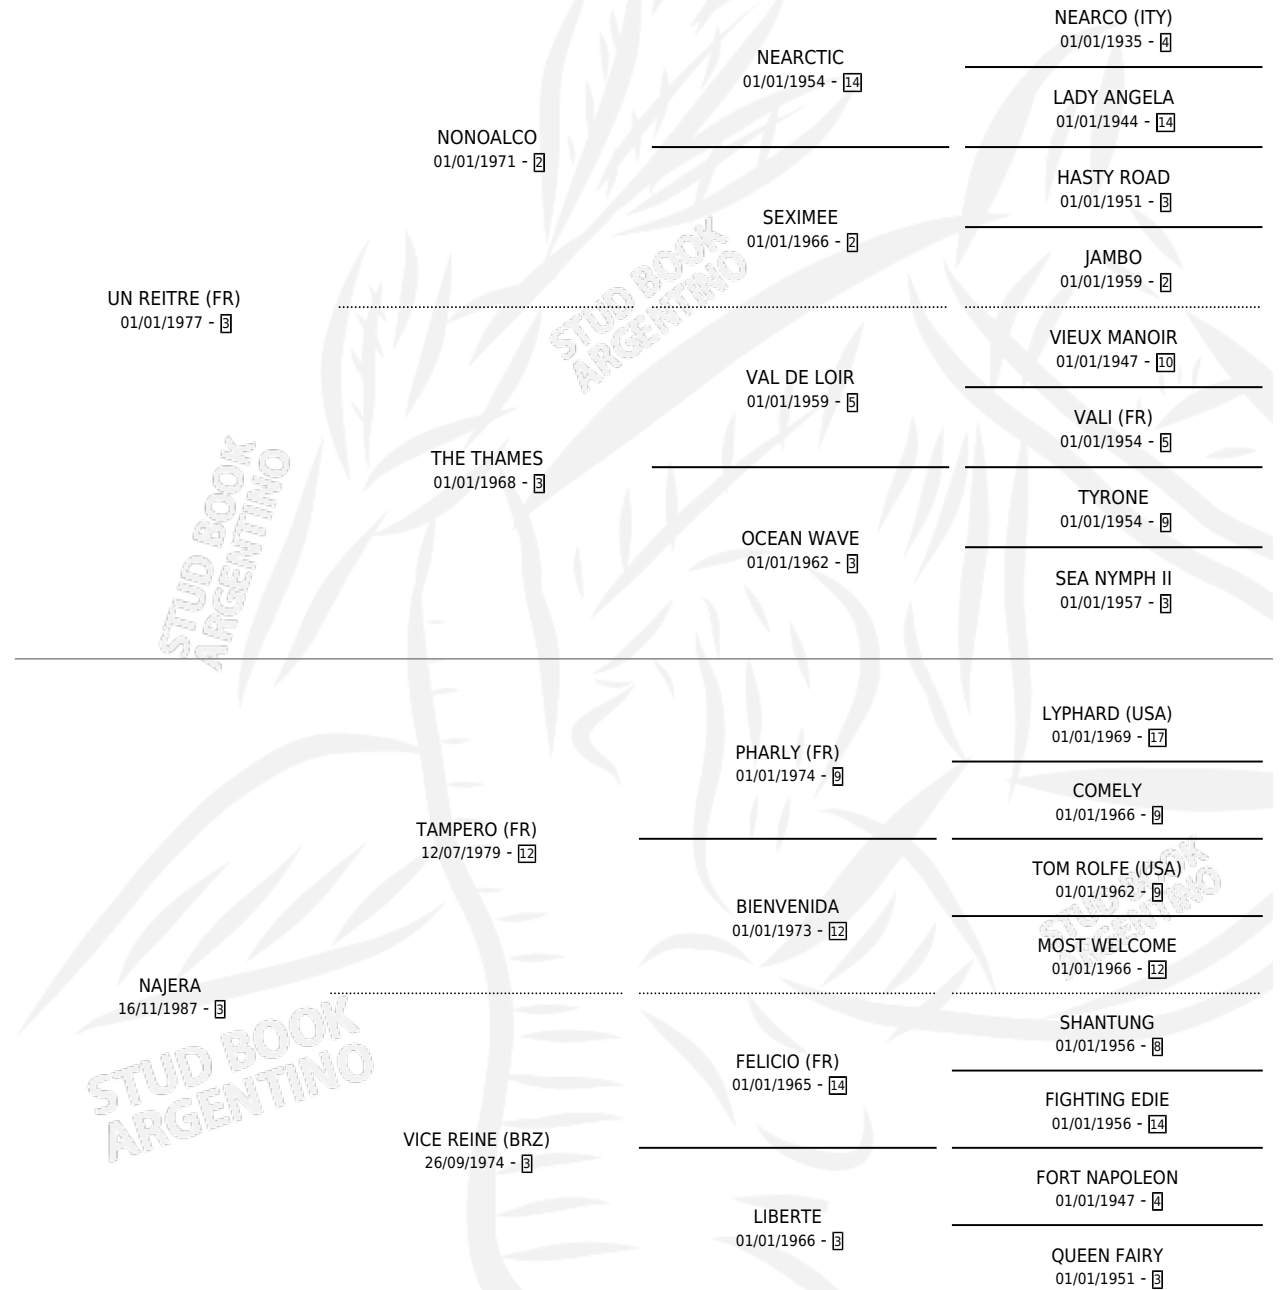 NEARCO (ITY)
01/01/1935 - 4
NEARCTIC
01/01/1954 - 14
LADY ANGELA
01/01/1944 - 14
NONOALCO
01/01/1971 - 2
HASTY ROAD
01/01/1951 - 3
SEXIMEE
01/01/1966 - 2
JAMBO
01/01/1959 - 2
UN REITRE (FR)
01/01/1977 - 3
VIEUX MANOIR
01/01/1947 - 10
VAL DE LOIR
01/01/1959 - 5
VALI (FR)
01/01/1954 - 5
THE THAMES
01/01/1968 - 3
TYRONE
01/01/1954 - 9
OCEAN WAVE
01/01/1962 - 3
SEA NYMPH II
01/01/1957 - 3
LYPHARD (USA)
01/01/1969 - 17
PHARLY (FR)
01/01/1974 - 9
COMELY
01/01/1966 - 9
TAMPERO (FR)
12/07/1979 - 12
TOM ROLFE (USA)
01/01/1962 - 9
BIENVENIDA
01/01/1973 - 12
MOST WELCOME
01/01/1966 - 12
NAJERA
16/11/1987 - 3
SHANTUNG
01/01/1956 - 8
FELICIO (FR)
01/01/1965 - 14
FIGHTING EDIE
01/01/1956 - 14
VICE REINE (BRZ)
26/09/1974 - 3
FORT NAPOLEON
01/01/1947 - 4
LIBERTE
01/01/1966 - 3
QUEEN FAIRY
01/01/1951 - 3
STUD BOOK
ARGENTINO
STUD BOOK
ARGENTINO
STUD BOOK
ARGENTINO
STUD BOOK
ARGENTINO